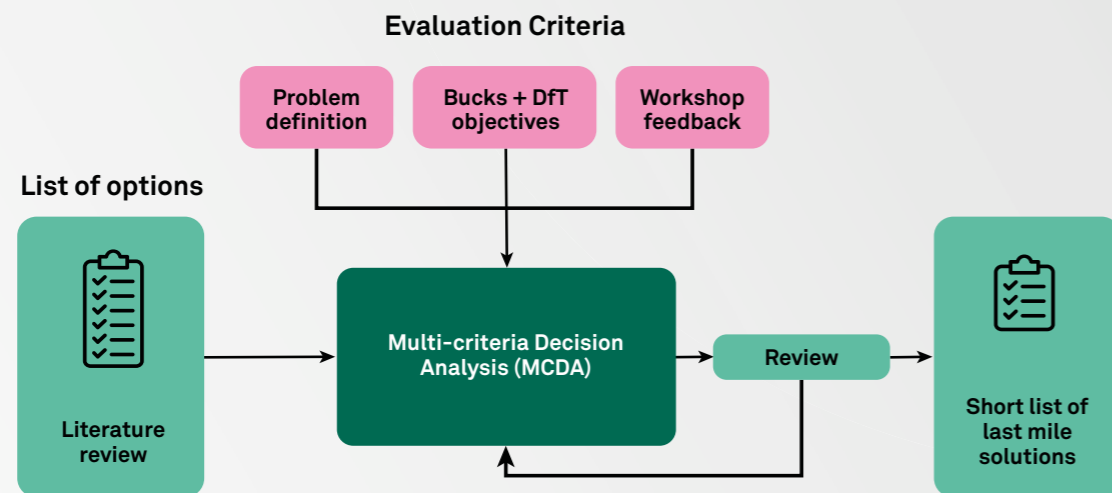 Evaluation Criteria
Problem
definition
Bucks + DfT
objectives
Workshop
feedback
List of options
Literature
review
Multi-criteria Decision
Analysis (MCDA)
Review
Short list of
last mile
solutions